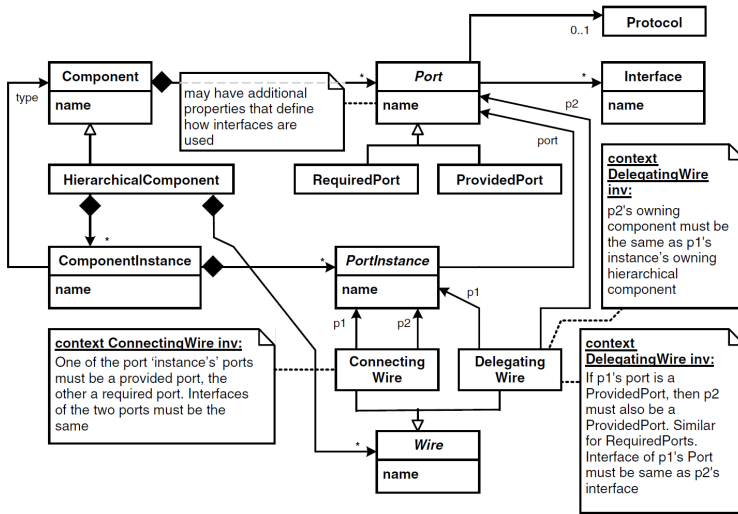 Protocol
0..1
Component
name
*
Port
name
*
Interface
name
type
may have additional
properties that define
how interfaces are
used
p2
port
HierarchicalComponent
RequiredPort
ProvidedPort
context
DelegatingWire
inv:
p2's owning
component must be
the same as p1's
instance's owning
hierarchical
component
*
ComponentInstance
name
*
PortInstance
name
p1
p1
p2
context ConnectingWire inv:
One of the port ‘instance’s’ ports
must be a provided port, the
other a required port. Interfaces
of the two ports must be the
same
Connecting
Wire
Delegating
Wire
context
DelegatingWire inv:
If p1's port is a
ProvidedPort, then p2
must also be a
ProvidedPort. Similar
for RequiredPorts.
Interface of p1's Port
must be same as p2's
interface
*
Wire
name